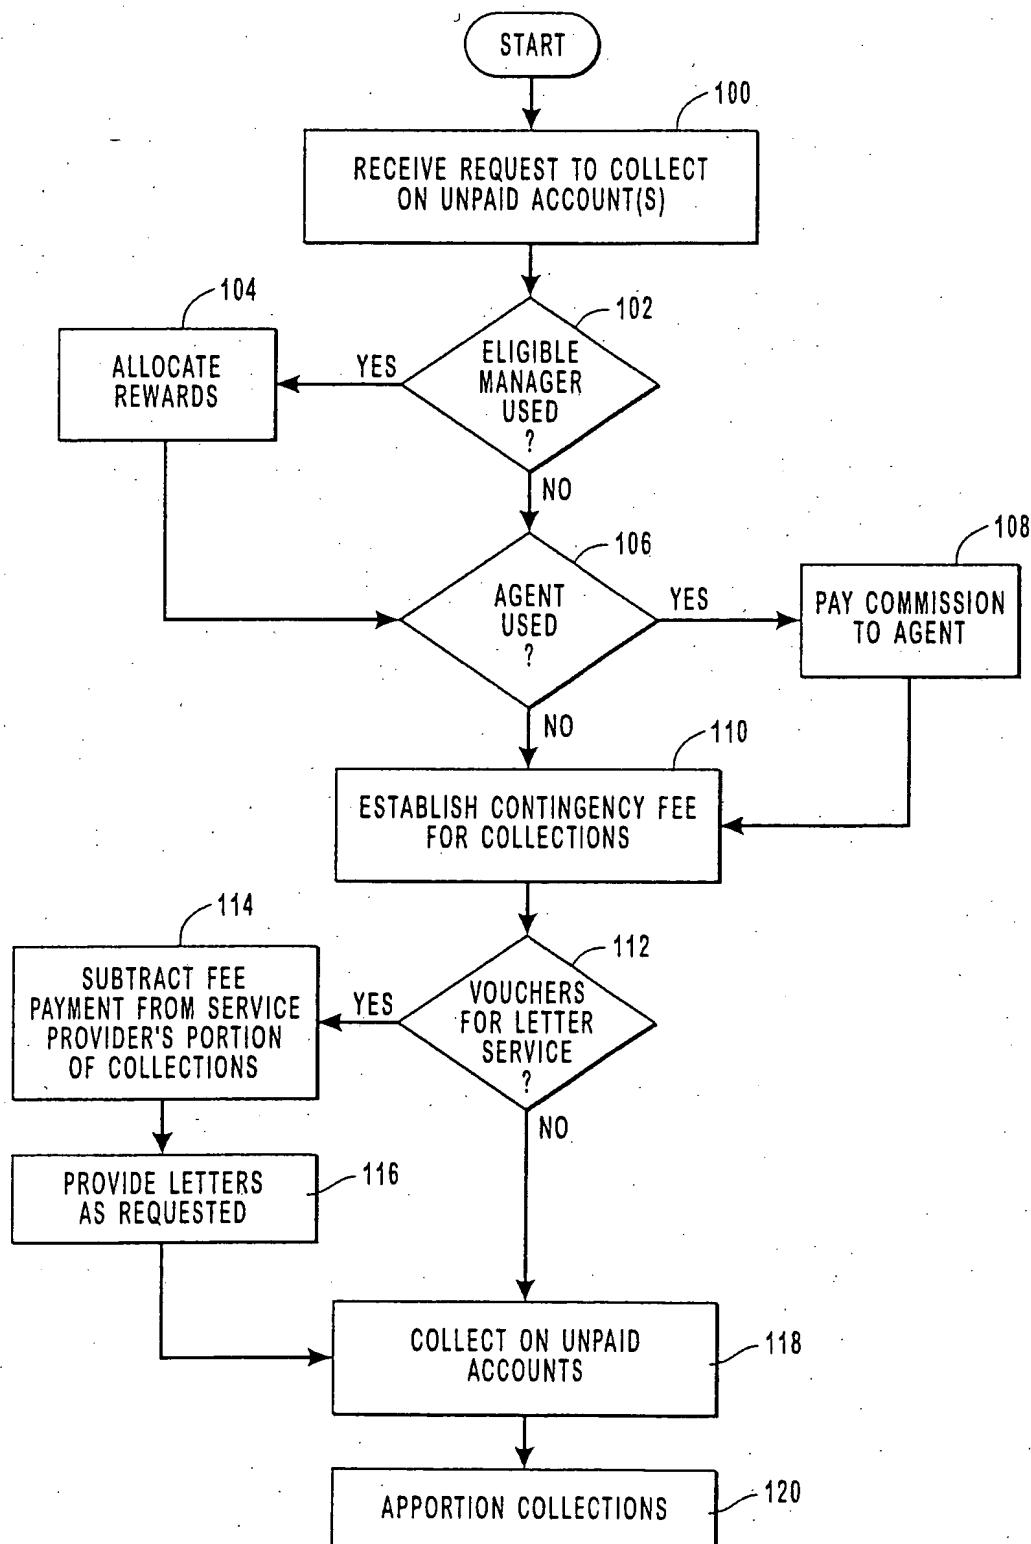 START
100
RECEIVE REQUEST TO COLLECT
ON UNPAID ACCOUNT(S)
104
102
ALLOCATE
REWARDS
YES
ELIGIBLE
MANAGER
USED
?
NO
106
108
AGENT
USED
?
YES
PAY COMMISSION
TO AGENT
NO
110
ESTABLISH CONTINGENCY FEE
FOR COLLECTIONS
114
112
SUBTRACT FEE
PAYMENT FROM SERVICE
PROVIDER'S PORTION
OF COLLECTIONS
YES
VOUCHERS
FOR LETTER
SERVICE
?
NO
PROVIDE LETTERS
AS REQUESTED
116
COLLECT ON UNPAID
ACCOUNTS
118
APPORTION COLLECTIONS
120